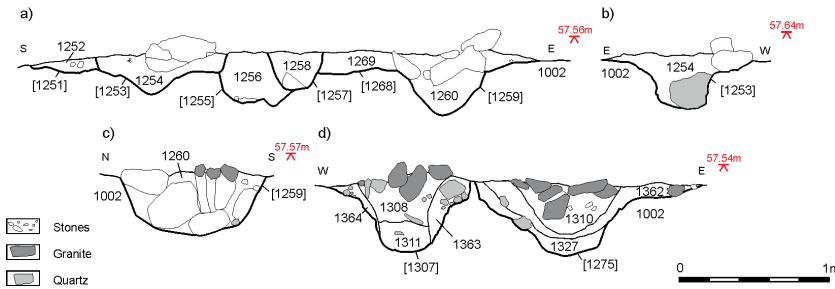 a)
S
1252
[1251]
[1253]
1254
1256
[1255]
1258
[1257]
1269
[1268]
1260
[1259]
1002
E
57.56m
b)
E
1002
1254
[1253]
W
57.64m
c)
N
1260
S
57.57m
1002
[1259]
d)
W
1364
1308
1311
[1307]
1363
1310
1327
[1275]
1362
1002
E
57.54m
Stones
Granite
Quartz
0
1m